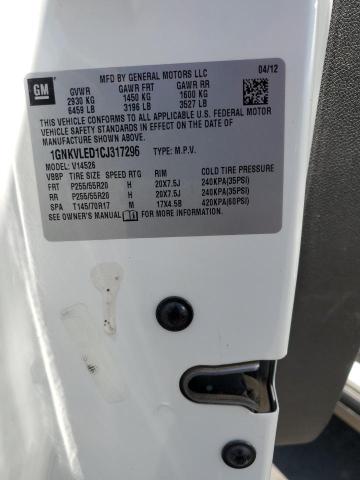 GM
MFD BY GENERAL MOTORS LLC 04/12
GVWR GAWR FRT GAWR RR
2930 KG 1450 KG 1600 KG
6459 LB 3196 LB 3527 LB
THIS VEHICLE CONFORMS TO ALL APPLICABLE U.S. FEDERAL MOTOR
VEHICLE SAFETY, BUMPER, AND THEFT PREVENTION STANDARDS
IN EFFECT ON THE DATE OF MANUFACTURE SHOWN ABOVE.
1GNKVLED1CJ317296 TYPE: M.P.V.
MODEL: V14526
VBBP TIRE SIZE SPEED RTG RIM COLD TIRE PRESSURE
FRT P255/55R20 H 20X7.5J 240KPA(35PSI)
RR P255/55R20 H 20X7.5J 240KPA(35PSI)
SPA T145/70R17 M 17X4.5B 420KPA(60PSI)
SEE OWNER'S MANUAL FOR MORE INFORMATION.